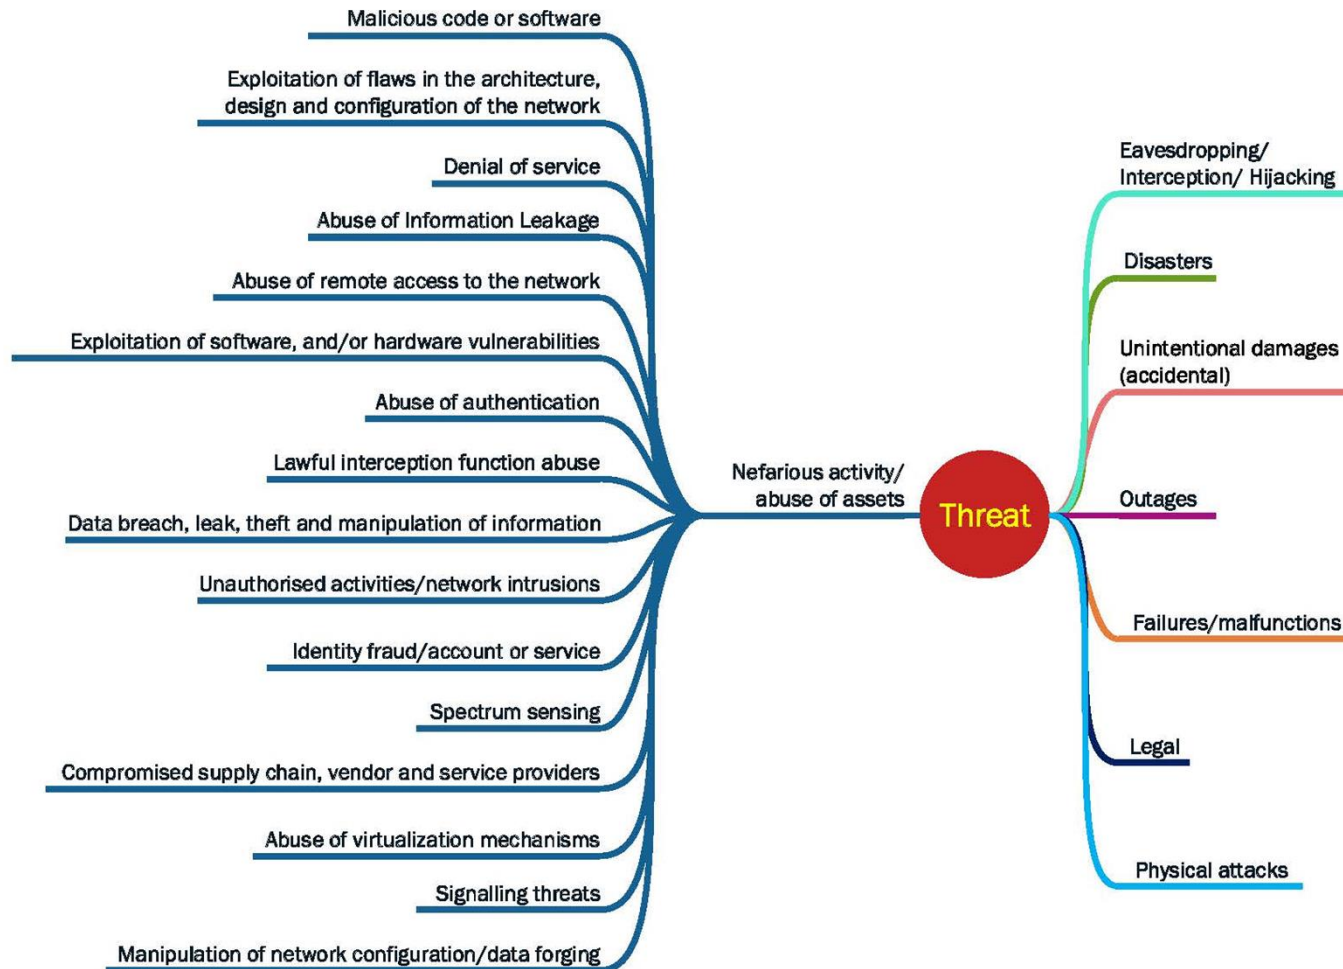 Malicious code or software
Exploitation of flaws in the architecture,
design and configuration of the network
Denial of service
Abuse of Information Leakage
Abuse of remote access to the network
Exploitation of software, and/or hardware vulnerabilities
Abuse of authentication
Lawful interception function abuse
Data breach, leak, theft and manipulation of information
Unauthorised activities/network intrusions
Identity fraud/account or service
Spectrum sensing
Compromised supply chain, vendor and service providers
Abuse of virtualization mechanisms
Signalling threats
Manipulation of network configuration/data forging
Nefarious activity/
abuse of assets
Threat
Eavesdropping/
Interception/ Hijacking
Disasters
Unintentional damages
(accidental)
Outages
Failures/malfunctions
Legal
Physical attacks